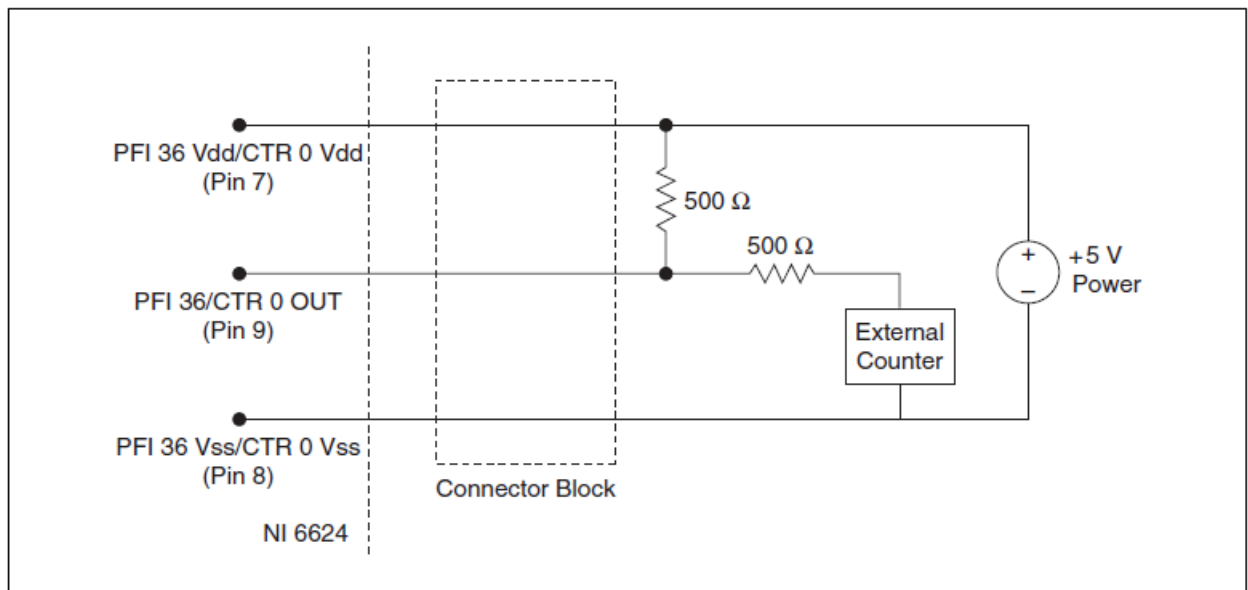 PFI 36 Vdd/CTR 0 Vdd
(Pin 7)
500 Ω
500 Ω
+
+5 V
Power
–
PFI 36/CTR 0 OUT
(Pin 9)
External
Counter
PFI 36 Vss/CTR 0 Vss
(Pin 8)
Connector Block
NI 6624